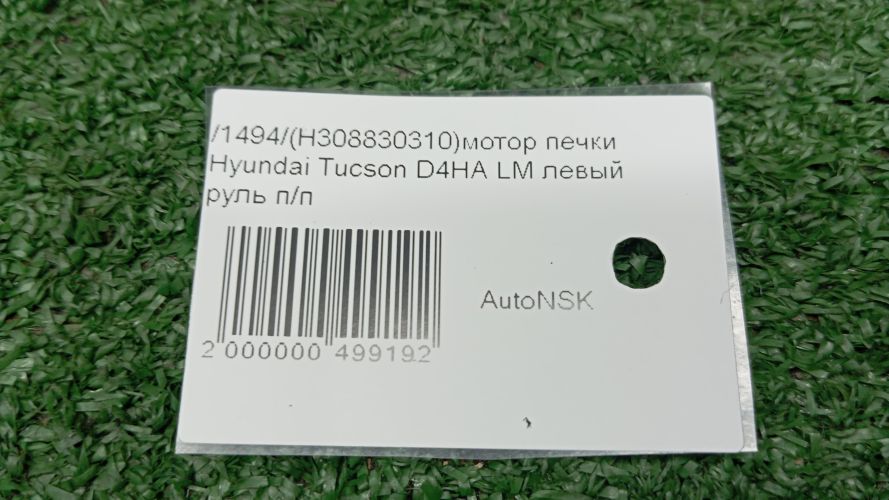 /1494/(H308830310)мотор печки
Hyundai Tucson D4HA LM левый
руль п/п
AutoNSK
2 000000 499192